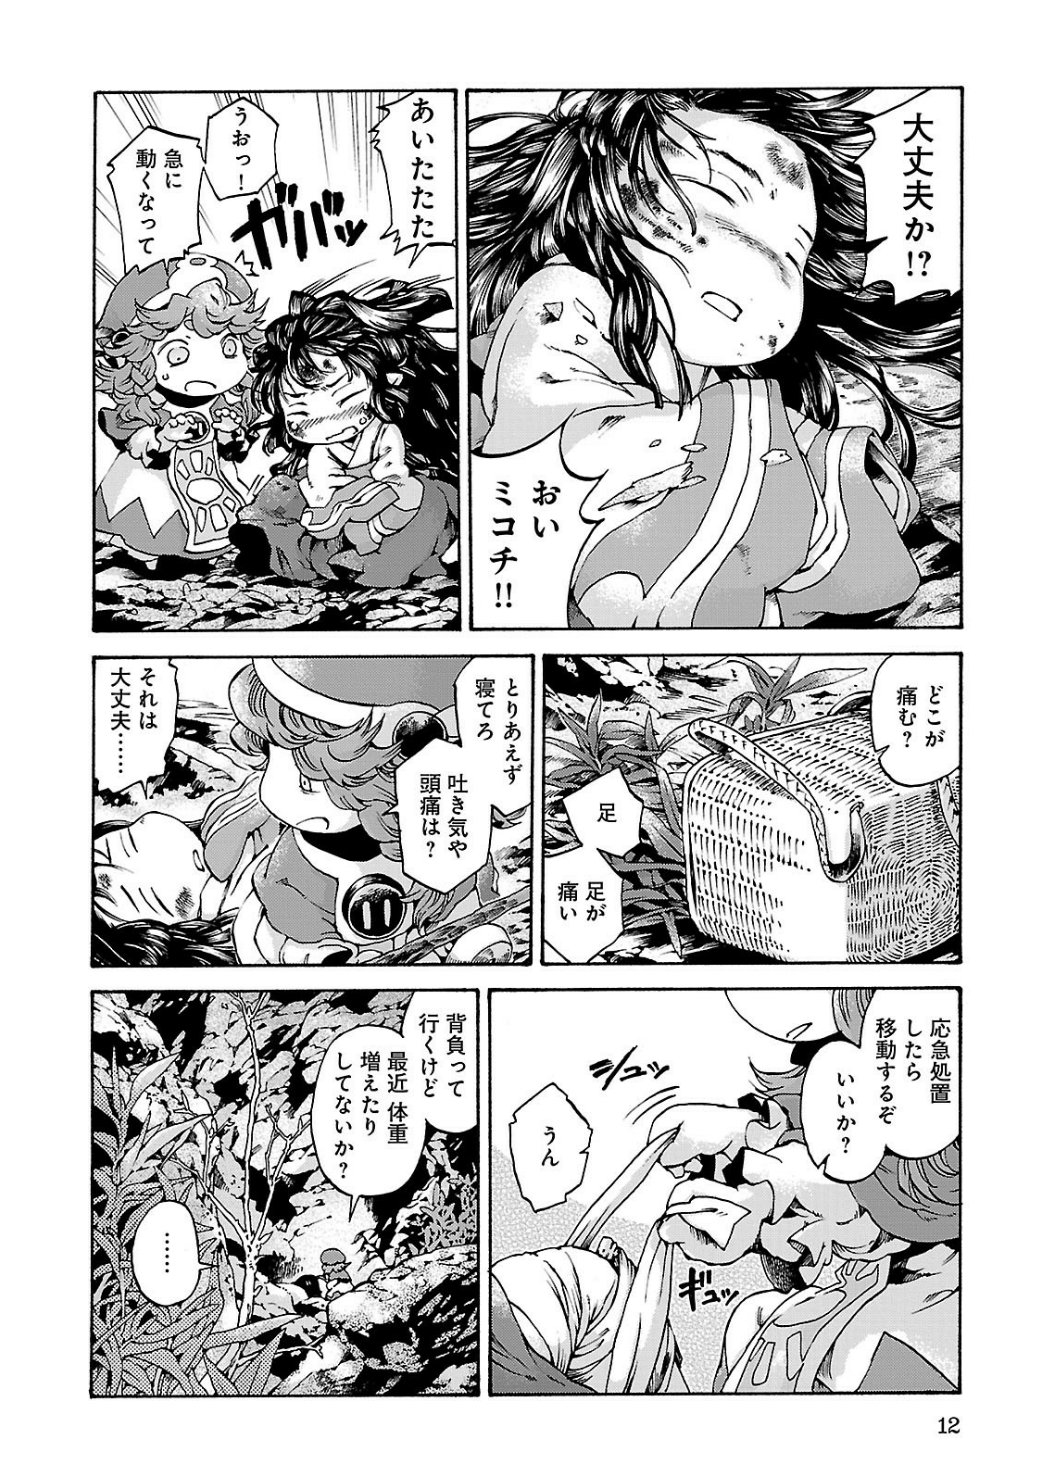 大丈夫か!?
おい
ミコチ!!
あいたたた
ガバッ
うおっ!
急に
動くなって
どこが
痛む?
足
足が
痛い
とりあえず
寝てろ
吐き気や
頭痛は?
それは
大丈夫……
応急処置
したら
移動するぞ
いいか?
シュッ
うん
ギュッ
背負って
行くけど
最近 体重
増えたり
してないか?
……
12